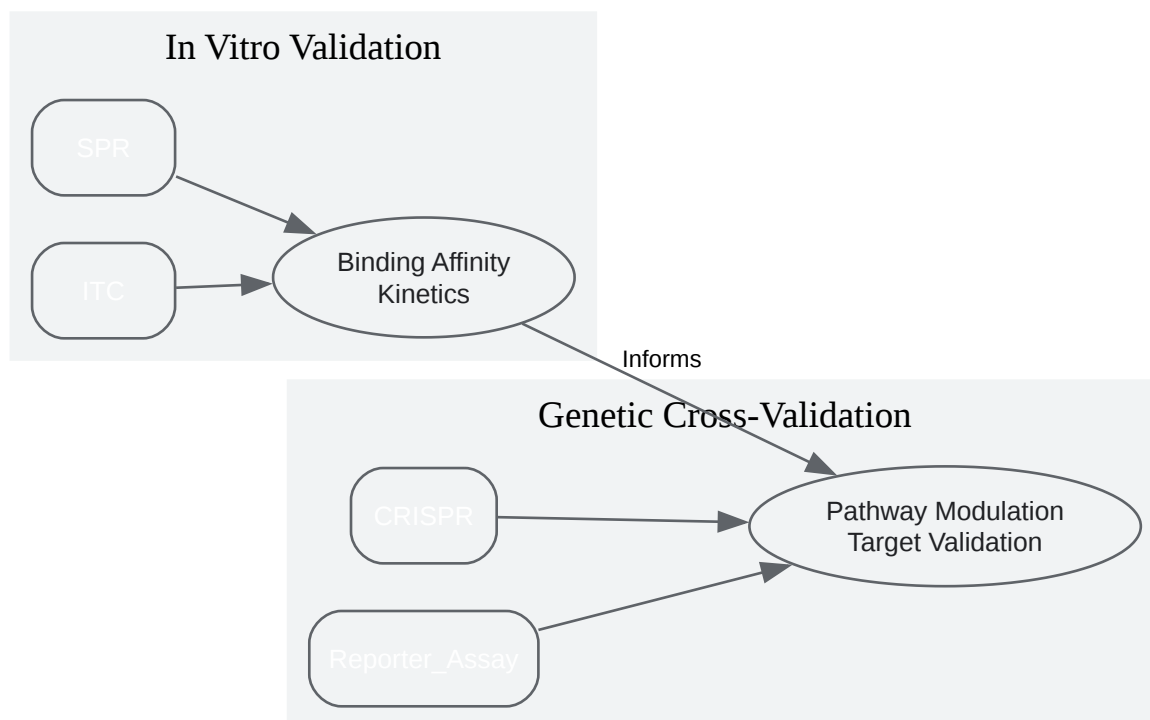 In Vitro Validation
SPR
ITC
Binding Affinity
Kinetics
Informs
Genetic Cross-Validation
CRISPR
Reporter_Assay
Pathway Modulation
Target Validation